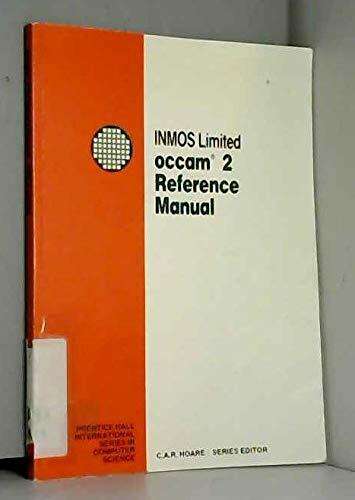 INMOS Limited
occam® 2
Reference
Manual
PRENTICE HALL
INTERNATIONAL
SERIES IN
COMPUTER
SCIENCE
C.A.R. HOARE SERIES EDITOR